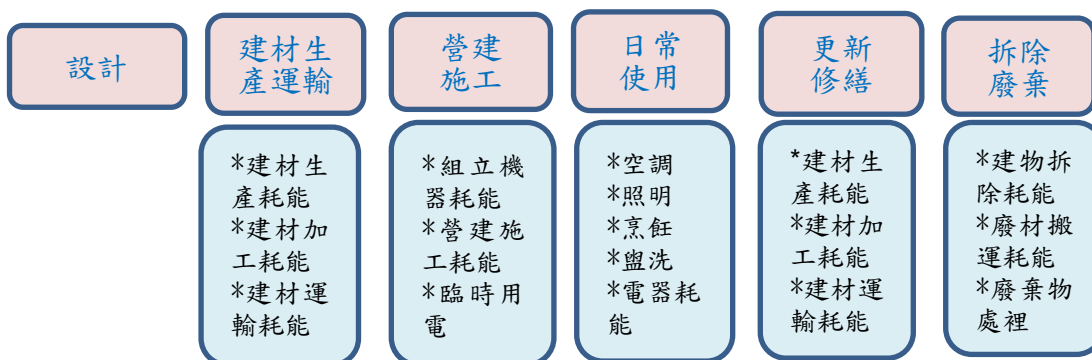 設計
建材生
產運輸
營建
施工
日常
使用
更新
修繕
拆除
廢棄
*建材生
產耗能
*建材加
工耗能
*建材運
輸耗能
*組立機
器耗能
*營建施
工耗能
*臨時用
電
*空調
*照明
*烹飪
*盥洗
*電器耗
能
*建材生
產耗能
*建材加
工耗能
*建材運
輸耗能
*建物拆
除耗能
*廢材搬
運耗能
*廢棄物
處裡